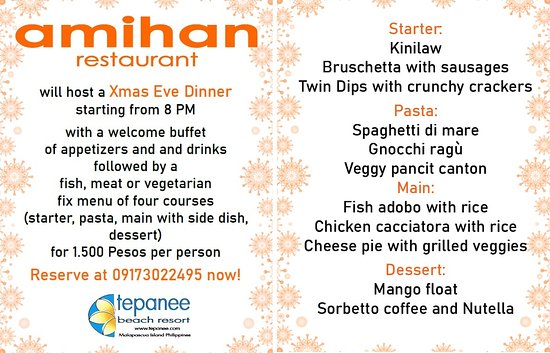 amihan
restaurant
will host a Xmas Eve Dinner
starting from 8 PM
with a welcome buffet
of appetizers and and drinks
followed by a
fish, meat or vegetarian
fix menu of four courses
(starter, pasta, main with side dish,
dessert)
for 1.500 Pesos per person
Reserve at 09173022495 now!
tepanee
beach resort
www.tepanee.com
Malapascua Island Philippines
Starter:
Kinilaw
Bruschetta with sausages
Twin Dips with crunchy crackers
Pasta:
Spaghetti di mare
Gnocchi ragù
Veggy pancit canton
Main:
Fish adobo with rice
Chicken cacciatora with rice
Cheese pie with grilled veggies
Dessert:
Mango float
Sorbetto coffee and Nutella